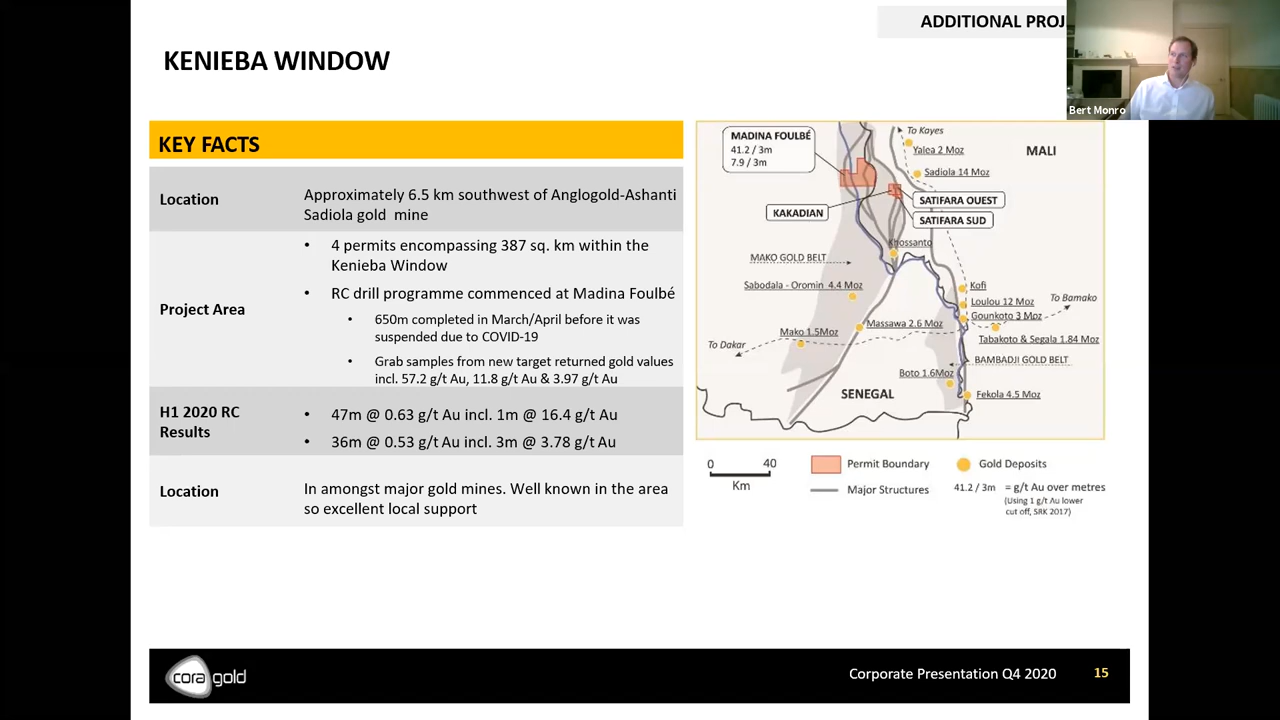 ADDITIONAL PROJ
Bert Monro
KENIEBA WINDOW
KEY FACTS
Location
Approximately 6.5 km southwest of Anglogold-Ashanti
Sadiola gold mine
Project Area
• 4 permits encompassing 387 sq. km within the
Kenieba Window
• RC drill programme commenced at Madina Foulbé
• 650m completed in March/April before it was
suspended due to COVID-19
• Grab samples from new target returned gold values
incl. 57.2 g/t Au, 11.8 g/t Au & 3.97 g/t Au
H1 2020 RC
Results
• 47m @ 0.63 g/t Au incl. 1m @ 16.4 g/t Au
• 36m @ 0.53 g/t Au incl. 3m @ 3.78 g/t Au
Location
In amongst major gold mines. Well known in the area
so excellent local support
MADINA FOULBÉ
41.2 / 3m
7.9 / 3m
To Kayes
Yalea 2 Moz
MALI
Sadiola 14 Moz
SATIFARA OUEST
KAKADIAN
SATIFARA SUD
Khossanto
MAKO GOLD BELT
Sabodala - Oromin 4.4 Moz
Kofi
Loulou 12 Moz
To Bamako
Gounkoto 3 Moz
Massawa 2.6 Moz
Mako 1.5Moz
Tabakoto & Segala 1.84 Moz
To Dakar
BAMBADJI GOLD BELT
Boto 1.6Moz
SENEGAL
Fekola 4.5 Moz
0 40
Km
Permit Boundary
Major Structures
Gold Deposits
41.2 / 3m = g/t Au over metres
(Using 1 g/t Au lower
cut off, SRK 2017)
cora gold
Corporate Presentation Q4 2020
15